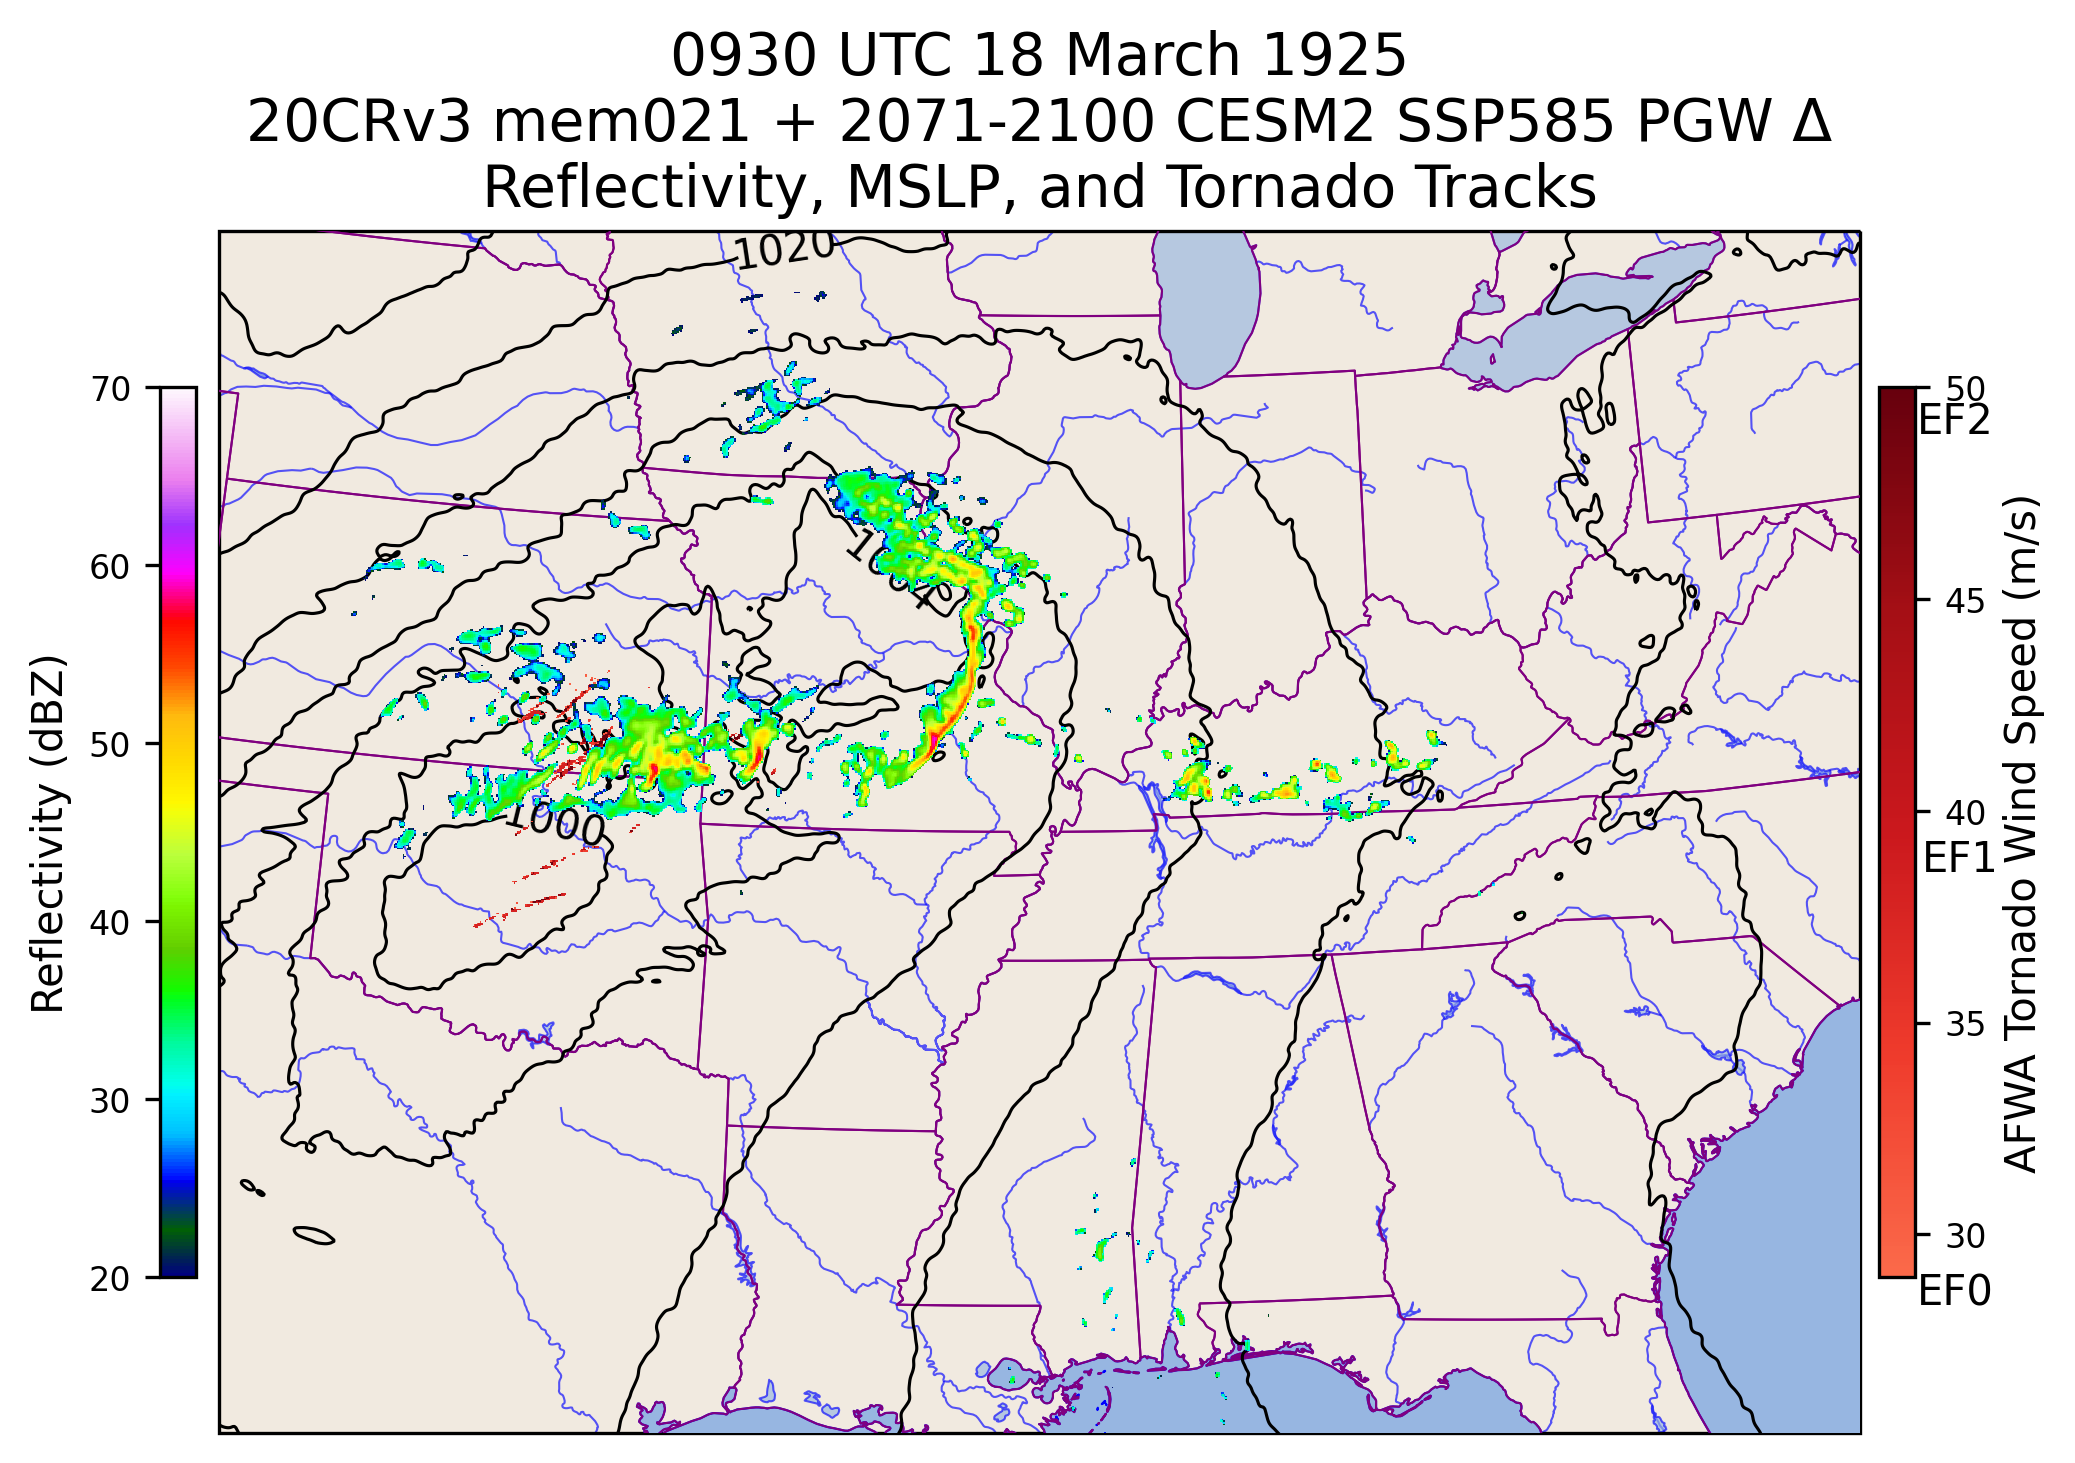 0930 UTC 18 March 1925
20CRv3 mem021 + 2071-2100 CESM2 SSP585 PGW Δ
Reflectivity, MSLP, and Tornado Tracks
1020
1000
70
60
50
40
30
20
Reflectivity (dBZ)
50
EF2
45
40
EF1
35
30
EF0
AFWA Tornado Wind Speed (m/s)